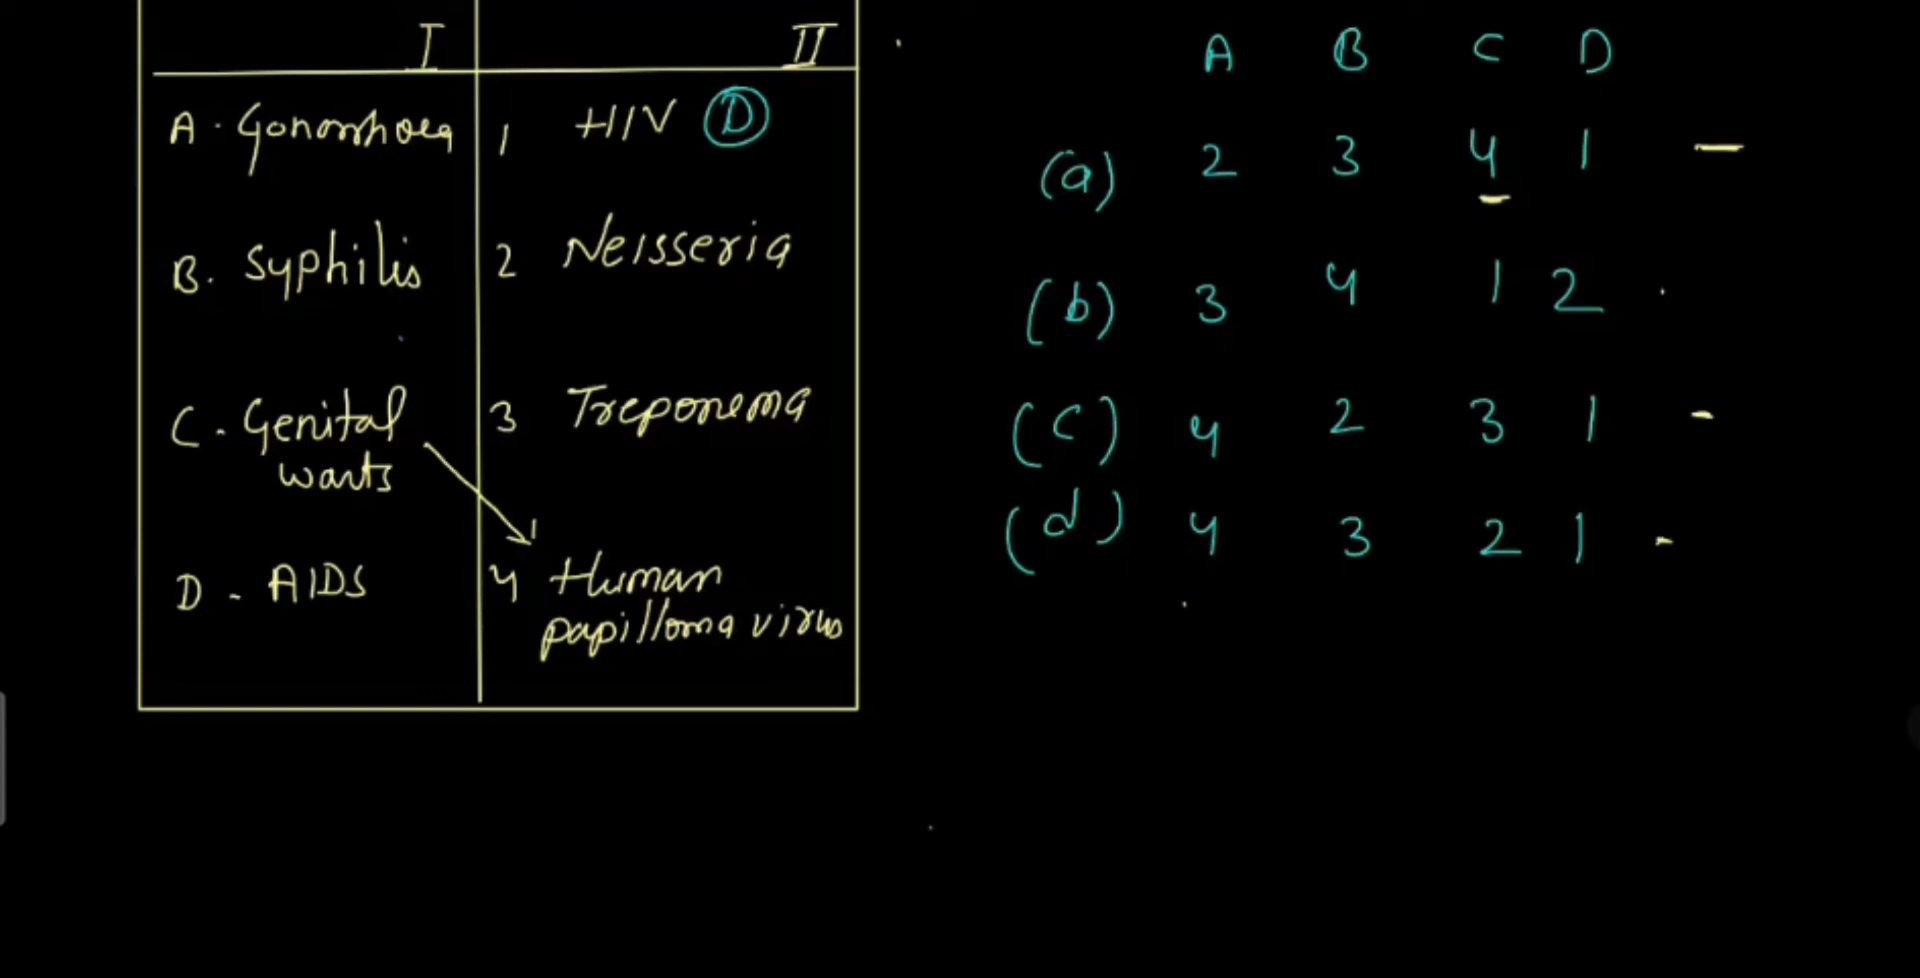 I II
A. Gonorrhoea 1 HIV D
B. Syphilis 2 Neisseria
C - Genital 3 Treponema
warts
D - AIDS 4 Human
papilloma virus
A B C D
(a) 2 3 4 1
(b) 3 4 1 2
(c) 4 2 3 1
(d) 4 3 2 1